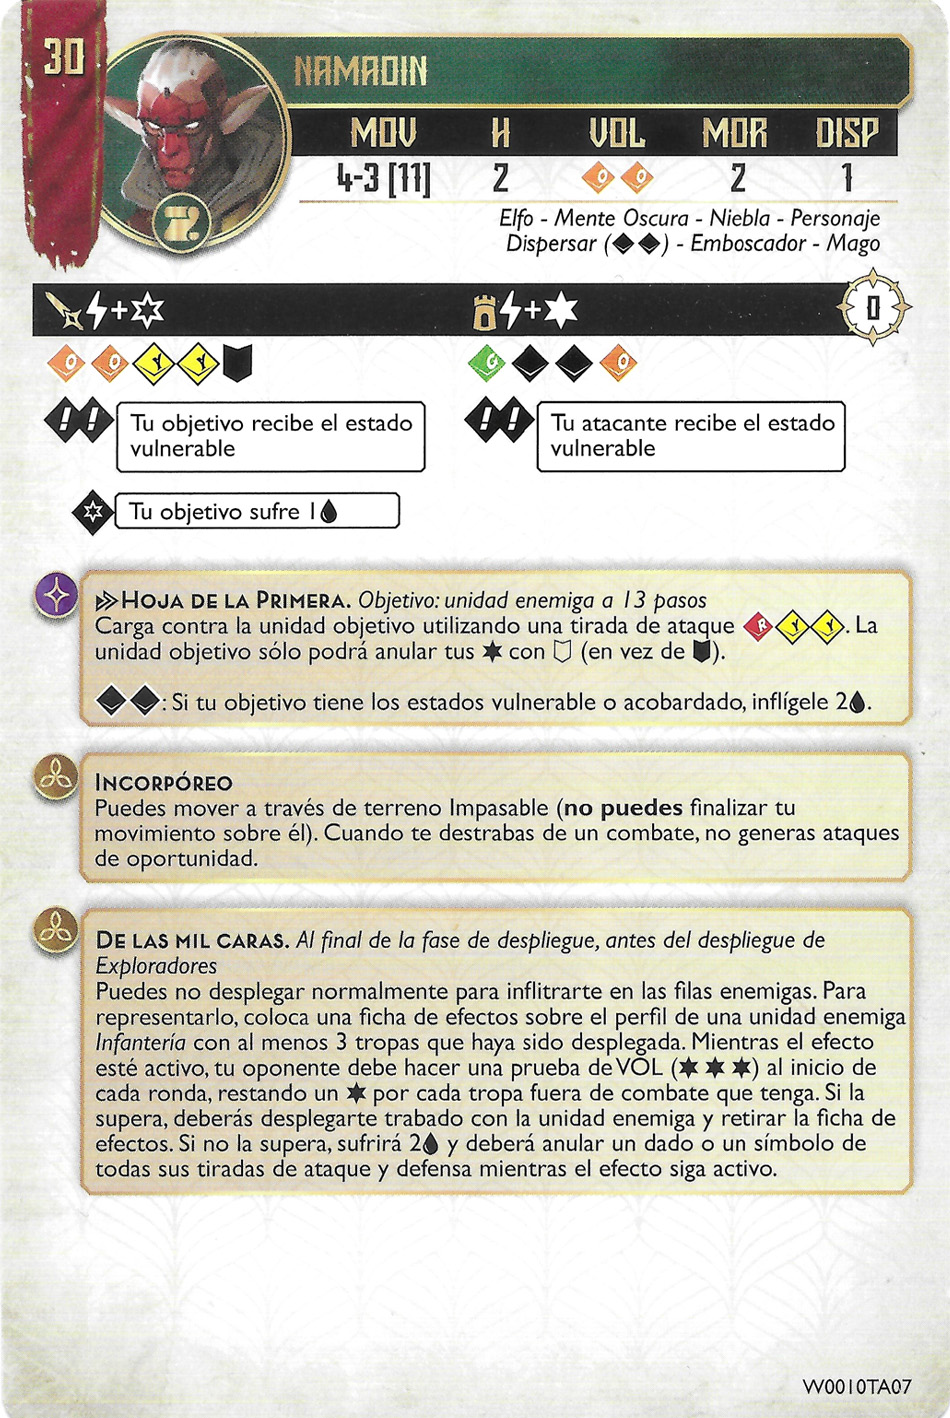 30
NAMAOIN
MOV H VOL MOR DISP
4-3 [11] 2 O O 2 1
Elfo - Mente Oscura - Niebla - Personaje
Dispersar ( ) - Emboscador - Mago
+ + 0
O O Y Y G O
! ! Tu objetivo recibe el estado
vulnerable
! ! Tu atacante recibe el estado
vulnerable
Tu objetivo sufre 1
HOJA DE LA PRIMERA. Objetivo: unidad enemiga a 13 pasos
Carga contra la unidad objetivo utilizando una tirada de ataque R Y Y. La
unidad objetivo sólo podrá anular tus ✶ con (en vez de ).
: Si tu objetivo tiene los estados vulnerable o acobardado, inflígele 2.
INCORPÓREO
Puedes mover a través de terreno Impasable (no puedes finalizar tu
movimiento sobre él). Cuando te destrabas de un combate, no generas ataques
de oportunidad.
DE LAS MIL CARAS. Al final de la fase de despliegue, antes del despliegue de
Exploradores
Puedes no desplegar normalmente para inflitrarte en las filas enemigas. Para
representarlo, coloca una ficha de efectos sobre el perfil de una unidad enemiga
Infantería con al menos 3 tropas que haya sido desplegada. Mientras el efecto
esté activo, tu oponente debe hacer una prueba de VOL (✶ ✶ ✶) al inicio de
cada ronda, restando un ✶ por cada tropa fuera de combate que tenga. Si la
supera, deberás desplegarte trabado con la unidad enemiga y retirar la ficha de
efectos. Si no la supera, sufrirá 2 y deberá anular un dado o un símbolo de
todas sus tiradas de ataque y defensa mientras el efecto siga activo.
W0010TA07